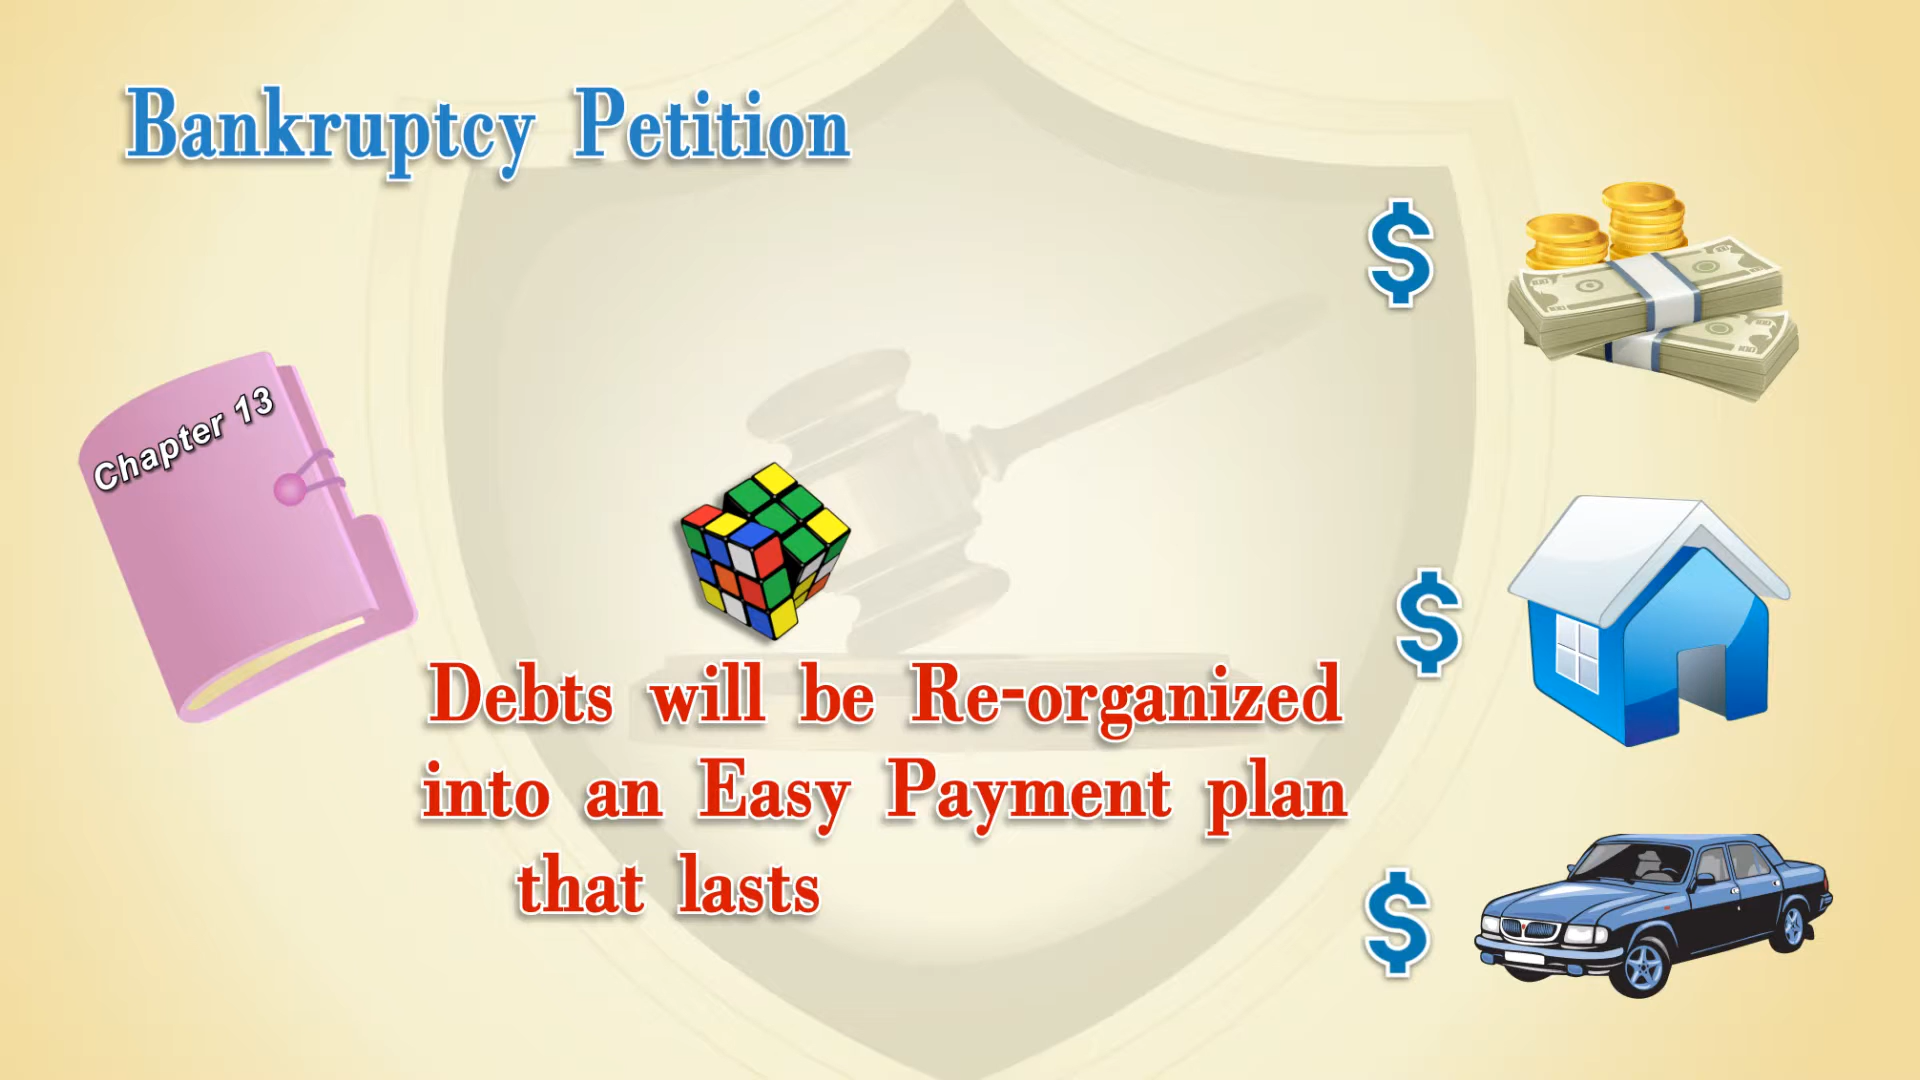 Bankruptcy Petition
$
Chapter 13
$
Debts will be Re-organized
into an Easy Payment plan
that lasts
$